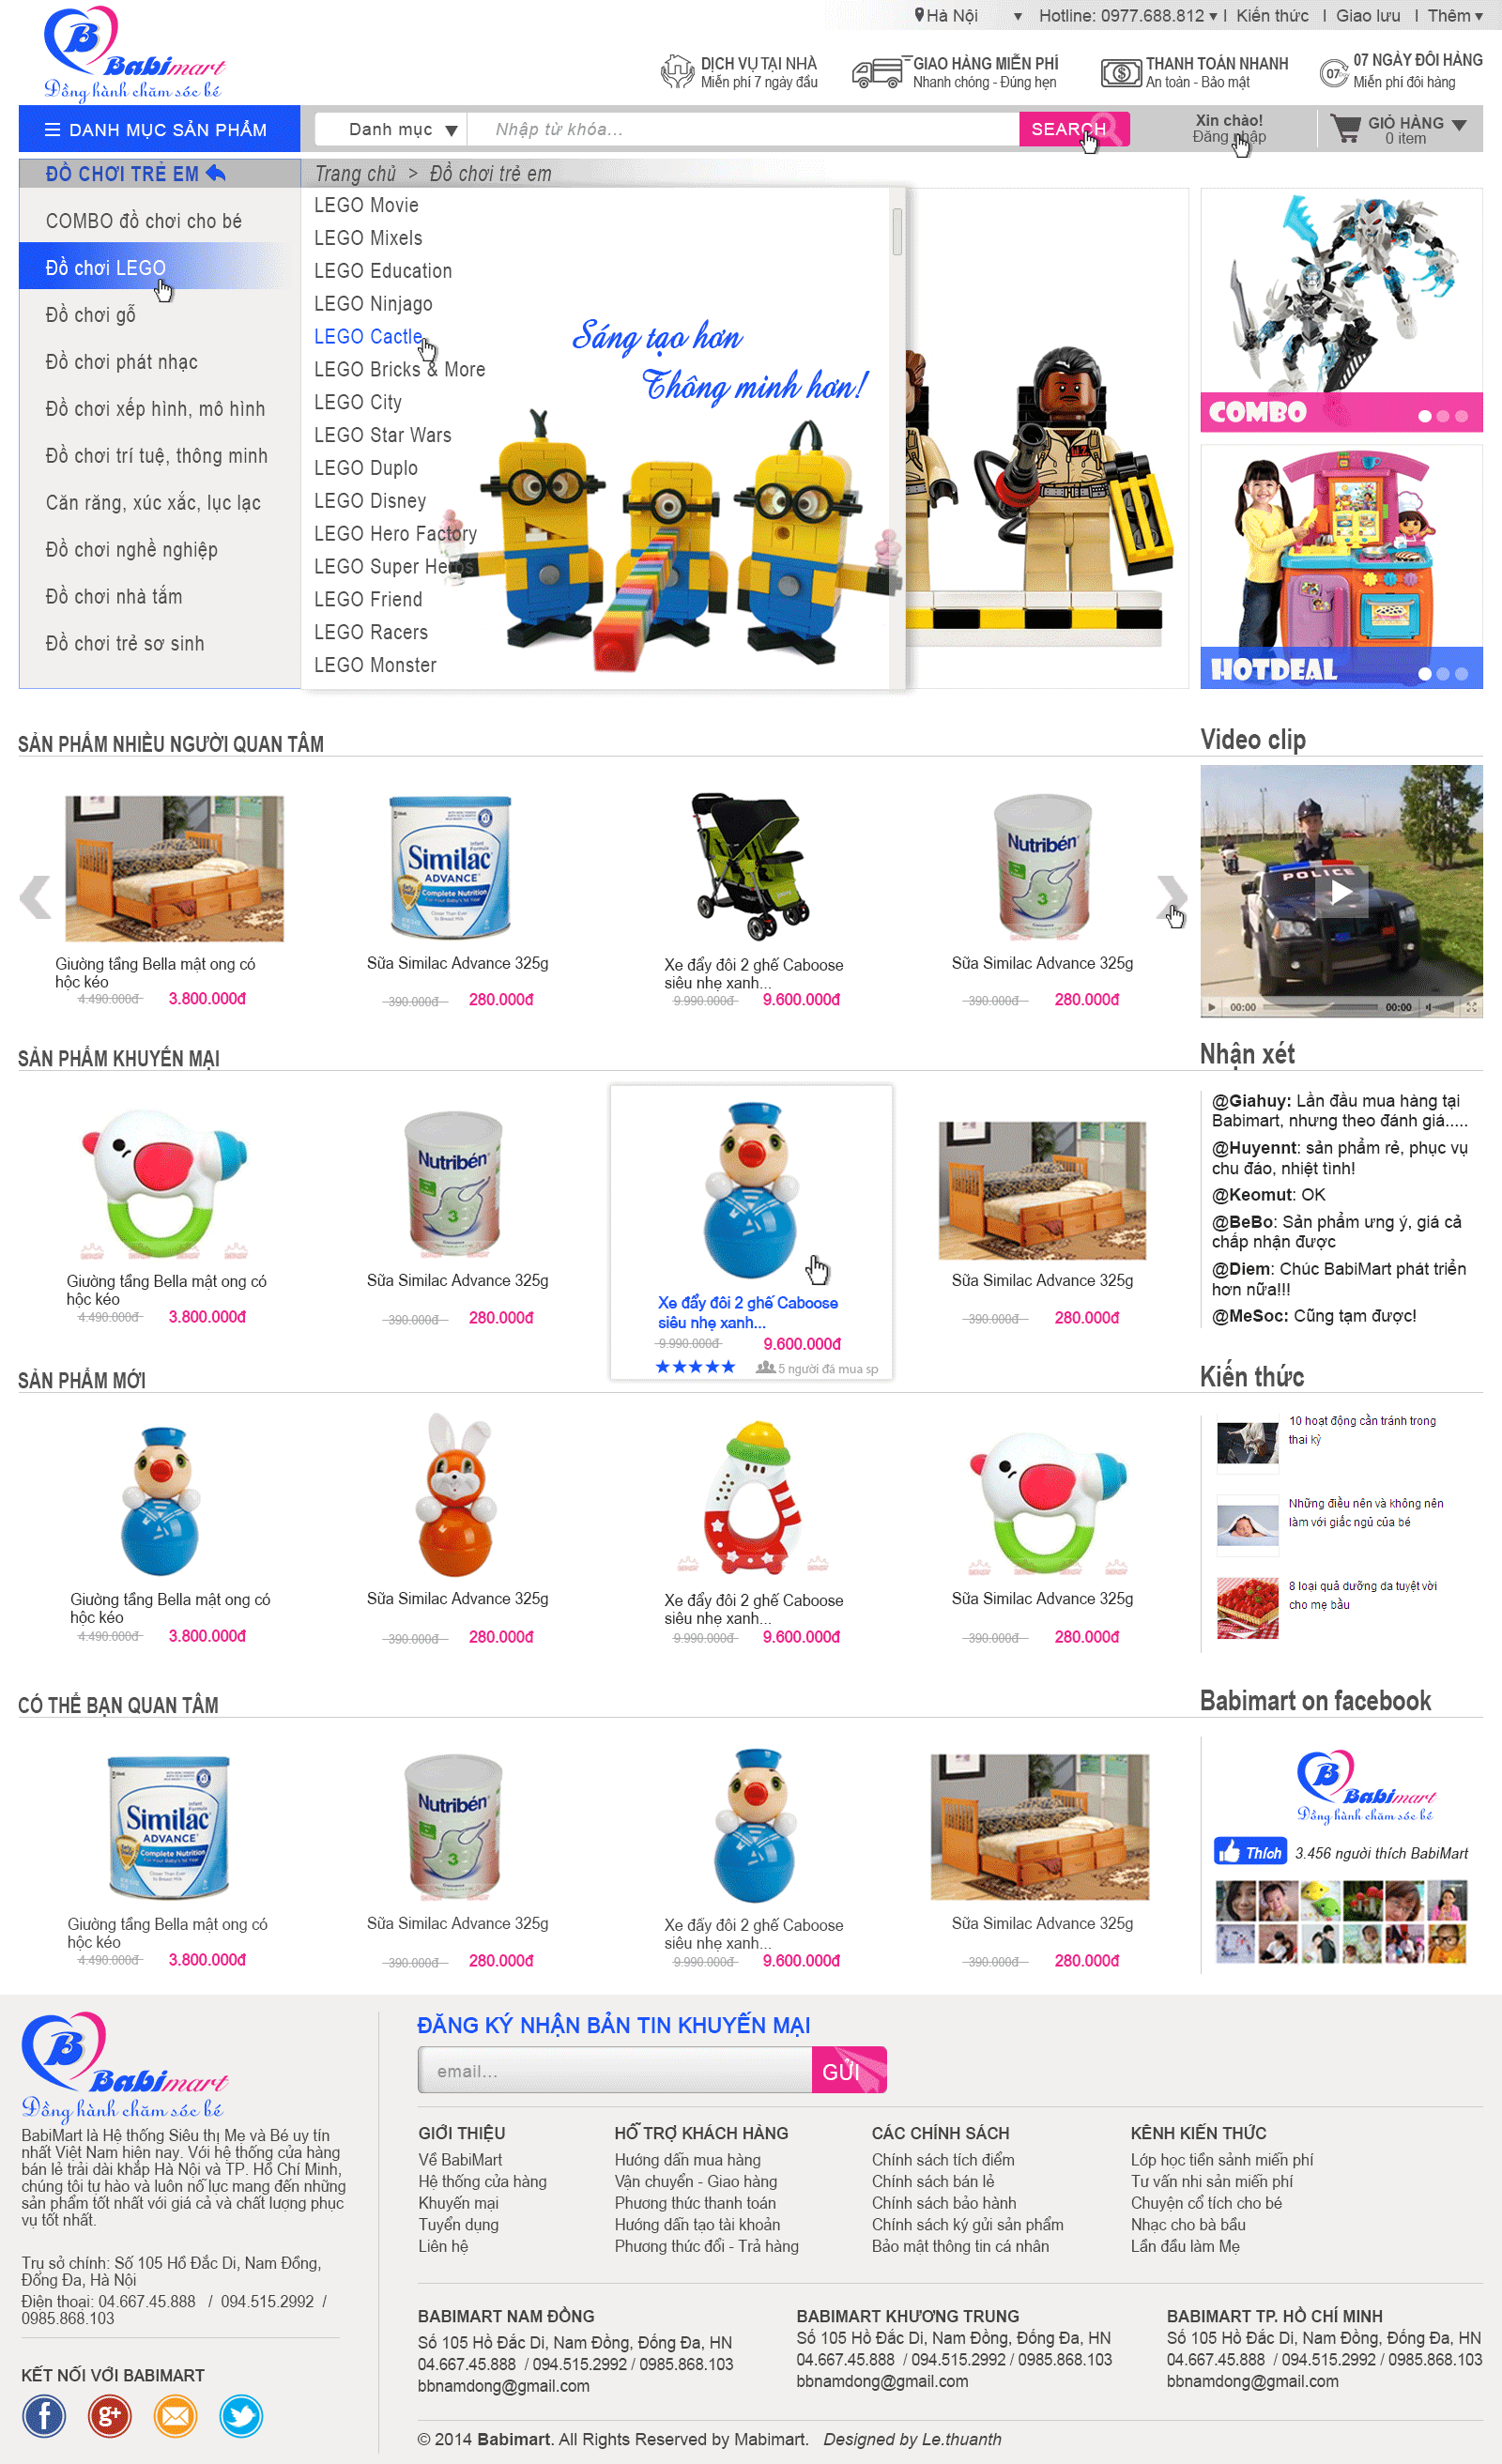 Hà Nội
Hotline: 0977.688.812 I Kiến thức I Giao lưu I Thêm
Babimart
Đồng hành chăm sóc bé
DỊCH VỤ TẠI NHÀ
Miễn phí 7 ngày đầu
GIAO HÀNG MIỄN PHÍ
Nhanh chóng - Đúng hẹn
THANH TOÁN NHANH
An toàn - Bảo mật
07
07 NGÀY ĐỔI HÀNG
Miễn phí đổi hàng
DANH MỤC SẢN PHẨM
Danh mục
Nhập từ khóa...
SEARCH
Xin chào!
Đăng nhập
GIỎ HÀNG
0 item
ĐỒ CHƠI TRẺ EM
Trang chủ > Đồ chơi trẻ em
COMBO đồ chơi cho bé
Đồ chơi LEGO
Đồ chơi gỗ
Đồ chơi phát nhạc
Đồ chơi xếp hình, mô hình
Đồ chơi trí tuệ, thông minh
Căn răng, xúc xắc, lục lạc
Đồ chơi nghề nghiệp
Đồ chơi nhà tắm
Đồ chơi trẻ sơ sinh
LEGO Movie
LEGO Mixels
LEGO Education
LEGO Ninjago
LEGO Cactle
LEGO Bricks & More
LEGO City
LEGO Star Wars
LEGO Duplo
LEGO Disney
LEGO Hero Factory
LEGO Super Heros
LEGO Friend
LEGO Racers
LEGO Monster
Sáng tạo hơn
Thông minh hơn!
COMBO
HOTDEAL
SẢN PHẨM NHIỀU NGƯỜI QUAN TÂM
Similac
ADVANCE
Complete Nutrition
Nutribén
3
Giường tầng Bella mật ong có
hộc kéo
4.490.000đ 3.800.000đ
Sữa Similac Advance 325g
390.000đ 280.000đ
Xe đẩy đôi 2 ghế Caboose
siêu nhẹ xanh...
9.990.000đ 9.600.000đ
Sữa Similac Advance 325g
390.000đ 280.000đ
Video clip
POLICE
00:00 00:00
SẢN PHẨM KHUYẾN MẠI
Nutribén
3
Giường tầng Bella mật ong có
hộc kéo
4.490.000đ 3.800.000đ
Sữa Similac Advance 325g
390.000đ 280.000đ
Xe đẩy đôi 2 ghế Caboose
siêu nhẹ xanh...
9.990.000đ 9.600.000đ
5 người đã mua sp
Sữa Similac Advance 325g
390.000đ 280.000đ
Nhận xét
@Giahuy: Lần đầu mua hàng tại
Babimart, nhưng theo đánh giá.....
@Huyennt: sản phẩm rẻ, phục vụ
chu đáo, nhiệt tình!
@Keomut: OK
@BeBo: Sản phẩm ưng ý, giá cả
chấp nhận được
@Diem: Chúc BabiMart phát triển
hơn nữa!!!
@MeSoc: Cũng tạm được!
SẢN PHẨM MỚI
Giường tầng Bella mật ong có
hộc kéo
4.490.000đ 3.800.000đ
Sữa Similac Advance 325g
390.000đ 280.000đ
Xe đẩy đôi 2 ghế Caboose
siêu nhẹ xanh...
9.990.000đ 9.600.000đ
Sữa Similac Advance 325g
390.000đ 280.000đ
Kiến thức
10 hoạt động cần tránh trong
thai kỳ
Những điều nên và không nên
làm với giấc ngủ của bé
8 loại quả dưỡng da tuyệt vời
cho mẹ bầu
CÓ THỂ BẠN QUAN TÂM
Similac
ADVANCE
Complete Nutrition
Nutribén
3
Giường tầng Bella mật ong có
hộc kéo
4.490.000đ 3.800.000đ
Sữa Similac Advance 325g
390.000đ 280.000đ
Xe đẩy đôi 2 ghế Caboose
siêu nhẹ xanh...
9.990.000đ 9.600.000đ
Sữa Similac Advance 325g
390.000đ 280.000đ
Babimart on facebook
Babimart
Đồng hành chăm sóc bé
Thích 3.456 người thích BabiMart
Babimart
Đồng hành chăm sóc bé
BabiMart là Hệ thống Siêu thị Mẹ và Bé uy tín
nhất Việt Nam hiện nay. Với hệ thống cửa hàng
bán lẻ trải dài khắp Hà Nội và TP. Hồ Chí Minh,
chúng tôi tự hào và luôn nỗ lực mang đến những
sản phẩm tốt nhất với giá cả và chất lượng phục
vụ tốt nhất.
Trụ sở chính: Số 105 Hồ Đắc Di, Nam Đồng,
Đống Đa, Hà Nội
Điện thoại: 04.667.45.888 / 094.515.2992 /
0985.868.103
KẾT NỐI VỚI BABIMART
ĐĂNG KÝ NHẬN BẢN TIN KHUYẾN MẠI
email...
GỬI
GIỚI THIỆU
Về BabiMart
Hệ thống cửa hàng
Khuyến mại
Tuyển dụng
Liên hệ
HỖ TRỢ KHÁCH HÀNG
Hướng dẫn mua hàng
Vận chuyển - Giao hàng
Phương thức thanh toán
Hướng dẫn tạo tài khoản
Phương thức đổi - Trả hàng
CÁC CHÍNH SÁCH
Chính sách tích điểm
Chính sách bán lẻ
Chính sách bảo hành
Chính sách ký gửi sản phẩm
Bảo mật thông tin cá nhân
KÊNH KIẾN THỨC
Lớp học tiền sản miễn phí
Tư vấn nhi sản miễn phí
Chuyện cổ tích cho bé
Nhạc cho bà bầu
Lần đầu làm Mẹ
BABIMART NAM ĐỒNG
Số 105 Hồ Đắc Di, Nam Đồng, Đống Đa, HN
04.667.45.888 / 094.515.2992 / 0985.868.103
bbnamdong@gmail.com
BABIMART KHƯƠNG TRUNG
Số 105 Hồ Đắc Di, Nam Đồng, Đống Đa, HN
04.667.45.888 / 094.515.2992 / 0985.868.103
bbnamdong@gmail.com
BABIMART TP. HỒ CHÍ MINH
Số 105 Hồ Đắc Di, Nam Đồng, Đống Đa, HN
04.667.45.888 / 094.515.2992 / 0985.868.103
bbnamdong@gmail.com
© 2014 Babimart. All Rights Reserved by Mabimart. Designed by Le.thuanth